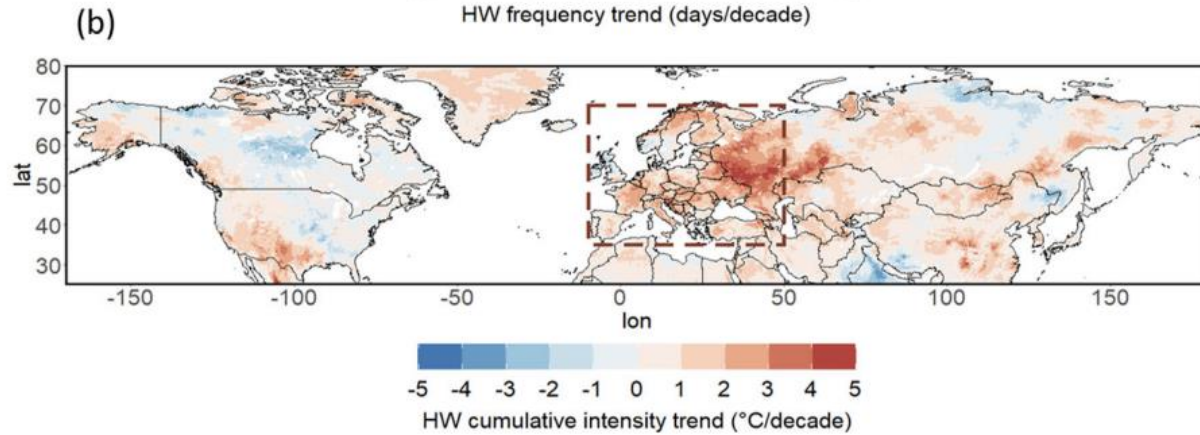 HW frequency trend (days/decade)
(b)
80
70
60
50
40
30
lat
-150 -100 -50 0 50 100 150
lon
-5 -4 -3 -2 -1 0 1 2 3 4 5
HW cumulative intensity trend (°C/decade)